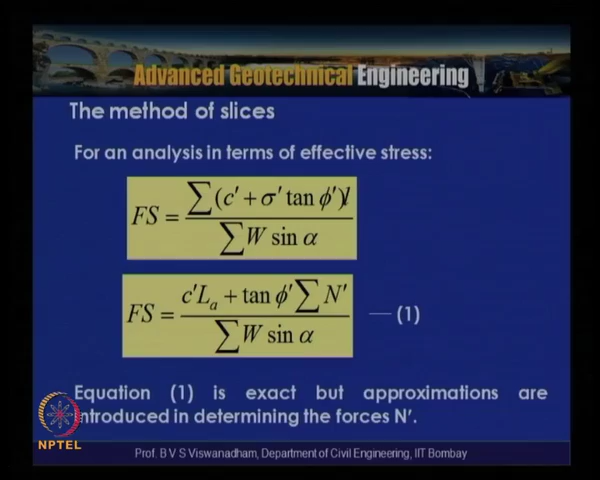 Advanced Geotechnical Engineering
The method of slices
For an analysis in terms of effective stress:
FS = ∑(c' + σ' tan ϕ')l / ∑W sin α
FS = c'Lₐ + tan ϕ' ∑N' / ∑W sin α — (1)
Equation (1) is exact but approximations are
introduced in determining the forces N'.
NPTEL
Prof. B V S Viswanadham, Department of Civil Engineering, IIT Bombay